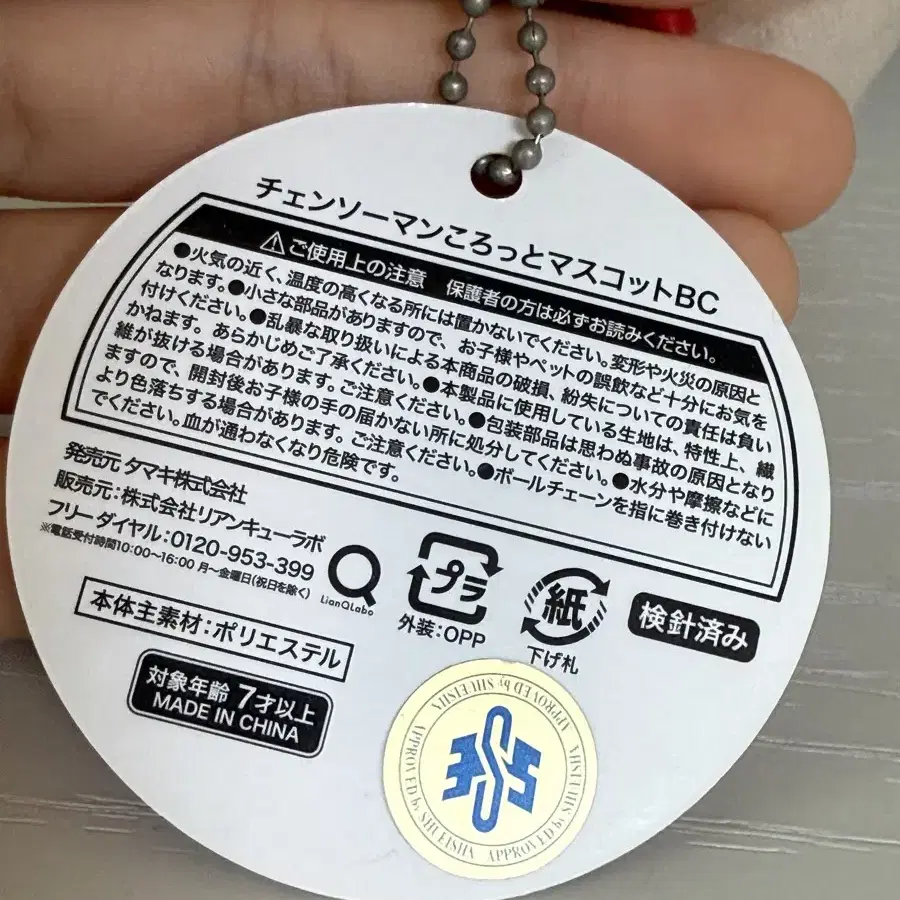 チェンソーマンころっとマスコットBC
⚠ご使用上の注意 保護者の方は必ずお読みください。
●火気の近く、温度の高くなる所には置かないでください。変形や火災の原因と
なります。●小さな部品がありますので、お子様やペットの誤飲など十分にお気を
付けください。●乱暴な取り扱いによる本商品の破損、紛失についての責任は負い
かねます。あらかじめご了承ください。●本製品に使用している生地は、特性上、繊
維が抜ける場合があります。ご注意ください。●包装部品は思わぬ事故の原因となり
ますので、開封後お子様の手の届かない所に処分してください。●水分や摩擦などに
より色落ちする場合があります。ご注意ください。●ボールチェーンを指に巻き付けない
でください。血が通わなくなり危険です。
発売元 タマキ株式会社
販売元:株式会社リアンキューラボ
フリーダイヤル:0120-953-399
※電話受付時間10:00〜16:00 月〜金曜日(祝日を除く)
LianQLabo
プラ
外装:OPP
紙
下げ札
検針済み
本体主素材:ポリエステル
対象年齢 7才以上
MADE IN CHINA
APPROVED by SHUEISHA APPROVED by SHUEISHA APPROVED by SHUEISHA